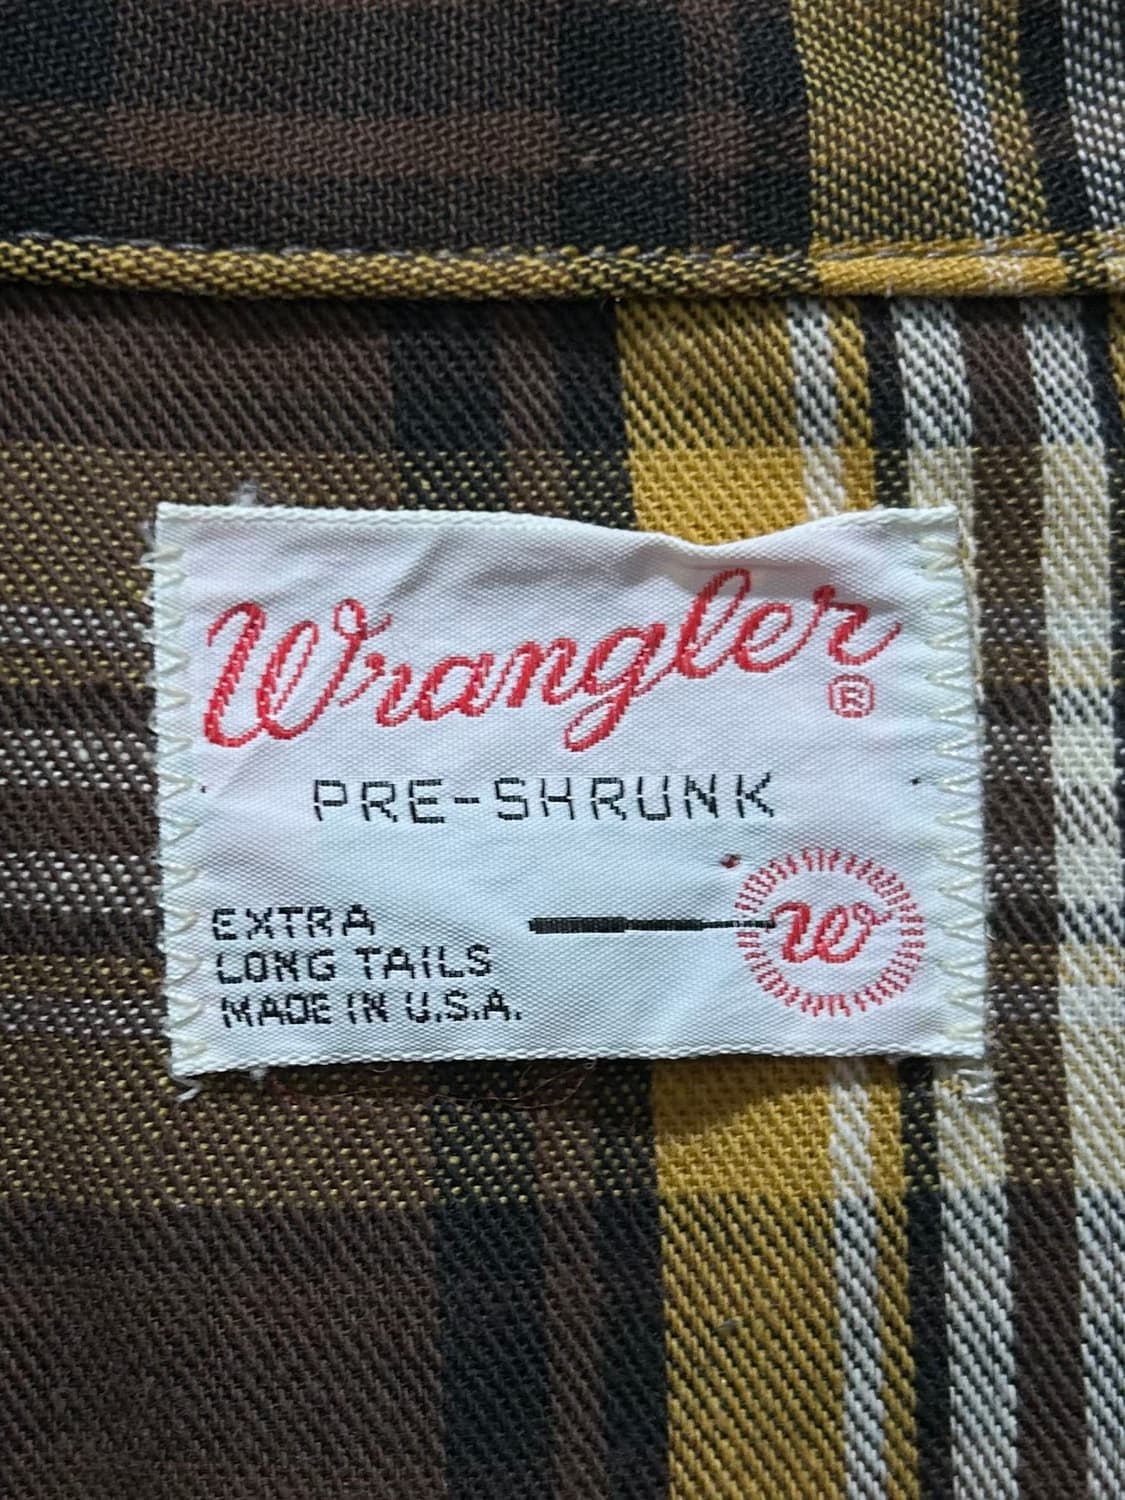 Wrangler®
PRE-SHRUNK
EXTRA
LONG TAILS
MADE IN U.S.A.
W